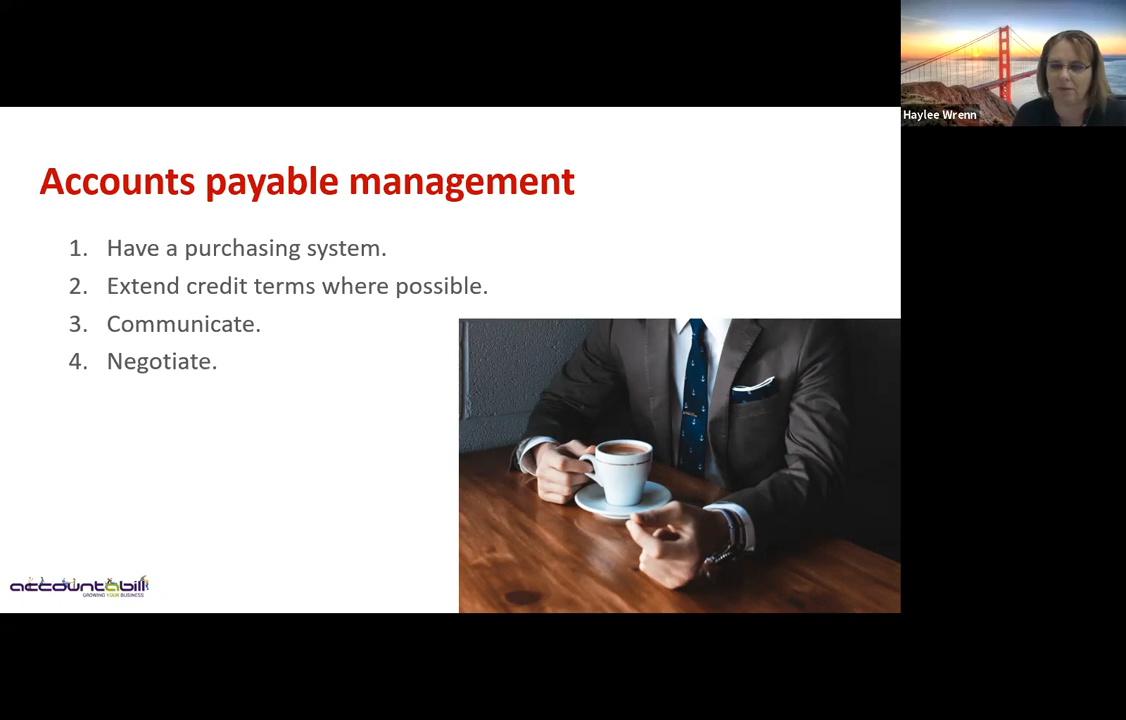 Haylee Wrenn
Accounts payable management
1. Have a purchasing system.
2. Extend credit terms where possible.
3. Communicate.
4. Negotiate.
accountabill
GROWING YOUR BUSINESS